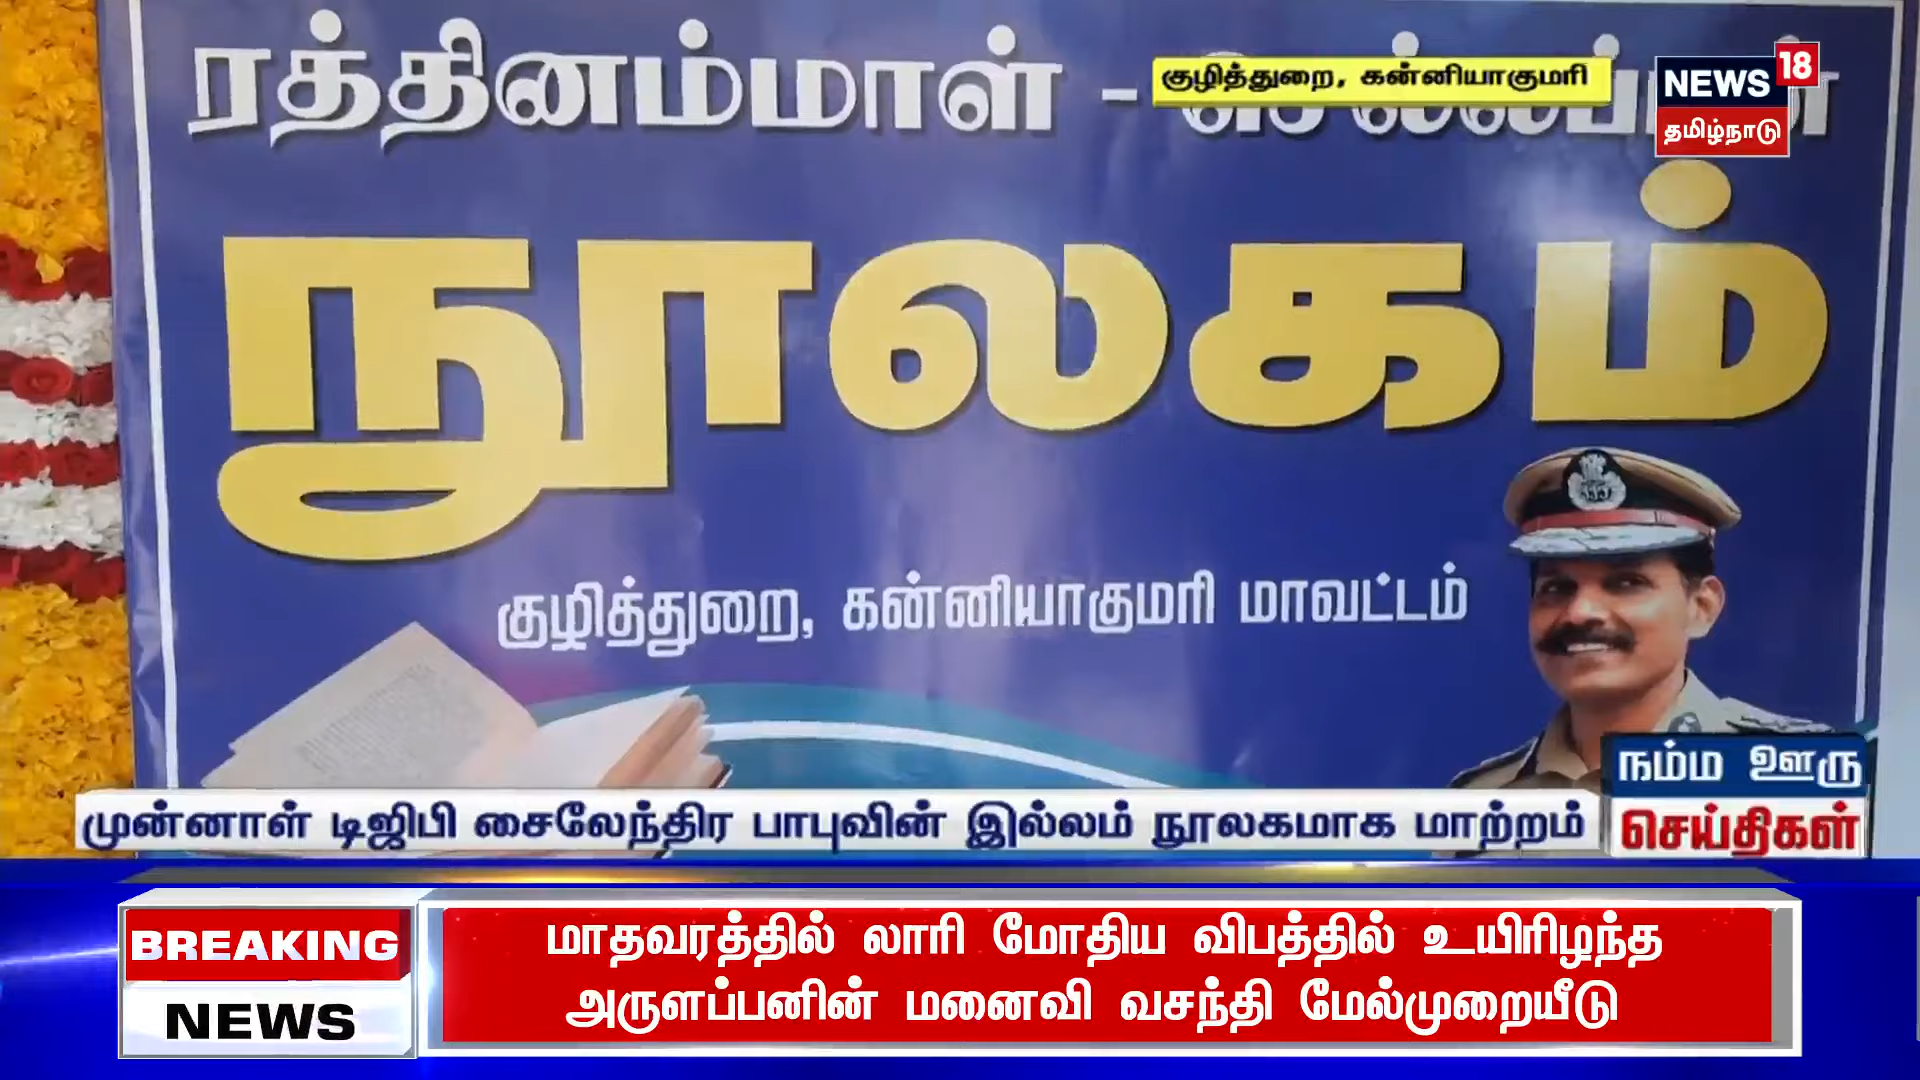 ரத்தினம்மாள் -
குழித்துறை, கன்னியாகுமரி
NEWS 18
தமிழ்நாடு
நூலகம்
குழித்துறை, கன்னியாகுமரி மாவட்டம்
நம்ம ஊரு
செய்திகள்
முன்னாள் டிஜிபி சைலேந்திர பாபுவின் இல்லம் நூலகமாக மாற்றம்
BREAKING
NEWS
மாதவரத்தில் லாரி மோதிய விபத்தில் உயிரிழந்த
அருளப்பனின் மனைவி வசந்தி மேல்முறையீடு